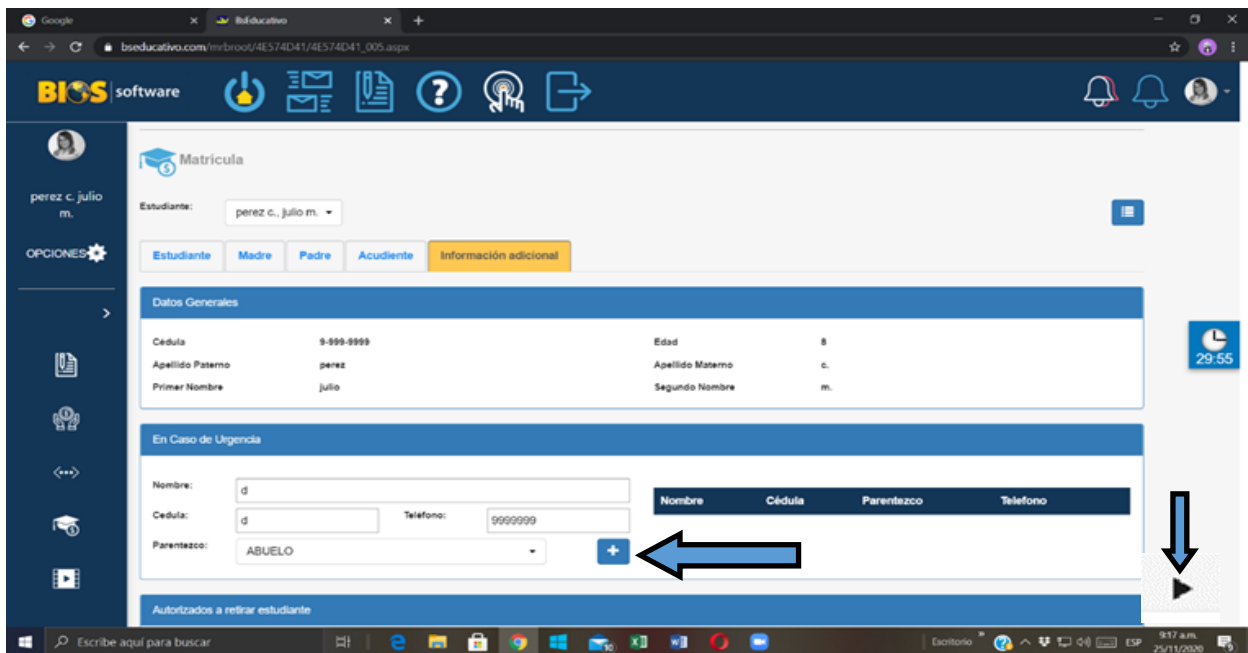 Google
BsEducativo
bseducativo.com/mrbroot/4E574D41/4E574D41_005.aspx
BIOS software
perez c. julio m.
OPCIONES
Matricula
Estudiante: perez c., julio m.
Estudiante Madre Padre Acudiente Información adicional
Datos Generales
Cedula 9-999-9999 Edad 8
Apellido Paterno perez Apellido Materno c.
Primer Nombre julio Segundo Nombre m.
29:55
En Caso de Urgencia
Nombre: d
Nombre Cédula Parentezco Telefono
Cedula: d Teléfono: 9999999
Parentezco: ABUELO
Autorizados a retirar estudiante
Escribe aquí para buscar
Escritorio
ESP
9:17 a.m.
25/11/2020